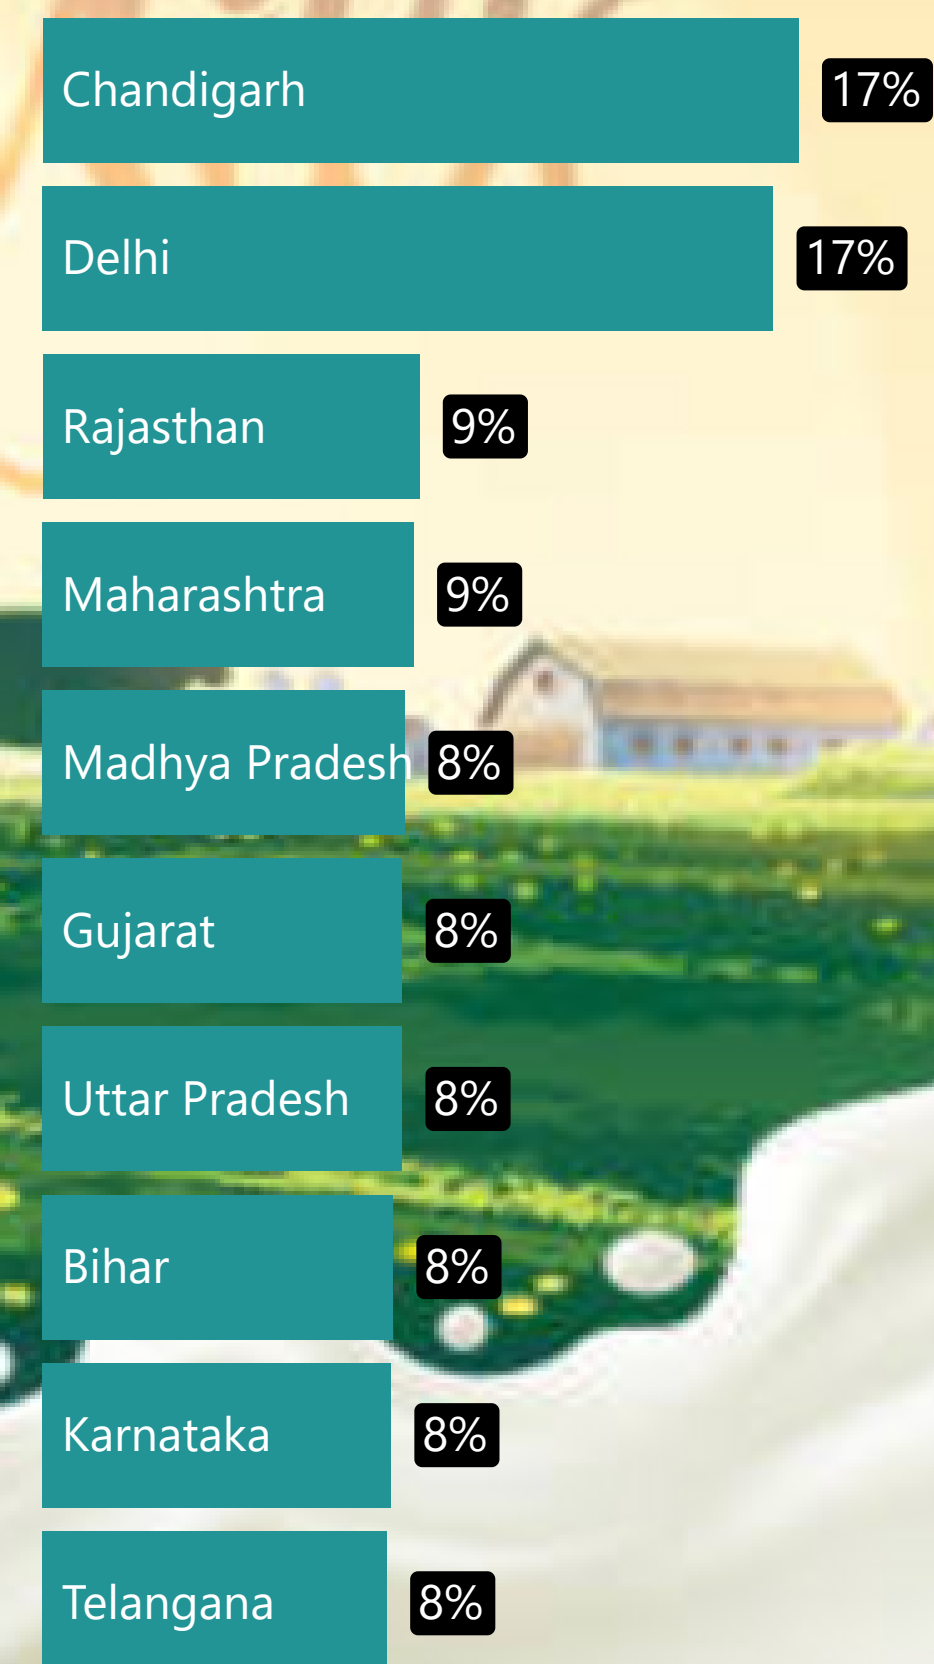 Chandigarh 17%
Delhi 17%
Rajasthan 9%
Maharashtra 9%
Madhya Pradesh 8%
Gujarat 8%
Uttar Pradesh 8%
Bihar 8%
Karnataka 8%
Telangana 8%